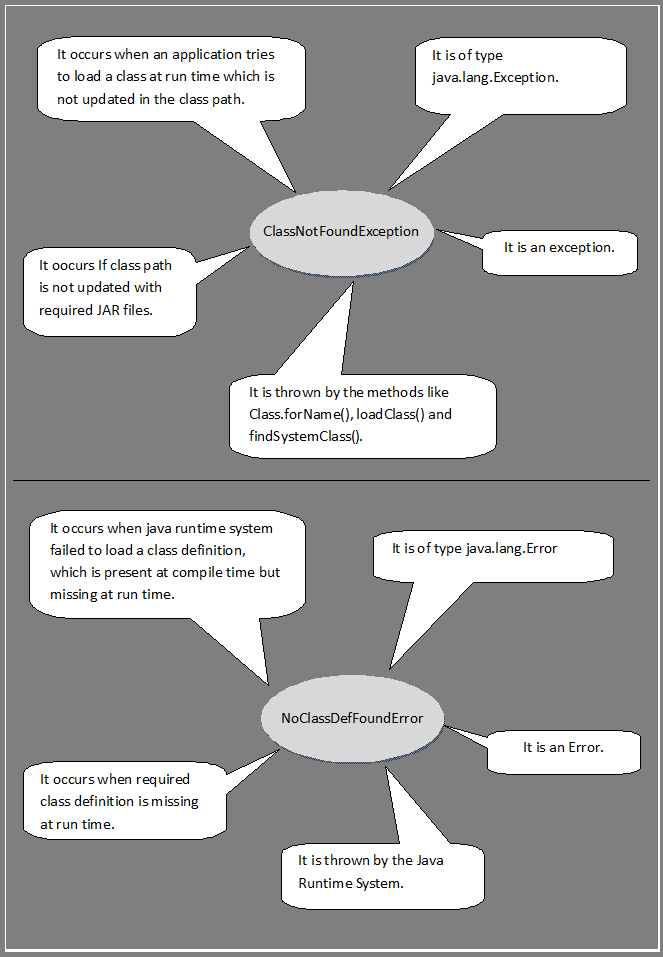 It occurs when an application tries
to load a class at run time which is
not updated in the class path.
It is of type
java.lang.Exception.
ClassNotFoundException
It is an exception.
It oocurs If class path
is not updated with
required JAR files.
It is thrown by the methods like
Class.forName(), loadClass() and
findSystemClass().
It occurs when java runtime system
failed to load a class definition,
which is present at compile time but
missing at run time.
It is of type java.lang.Error
NoClassDefFoundError
It is an Error.
It occurs when required
class definition is missing
at run time.
It is thrown by the Java
Runtime System.